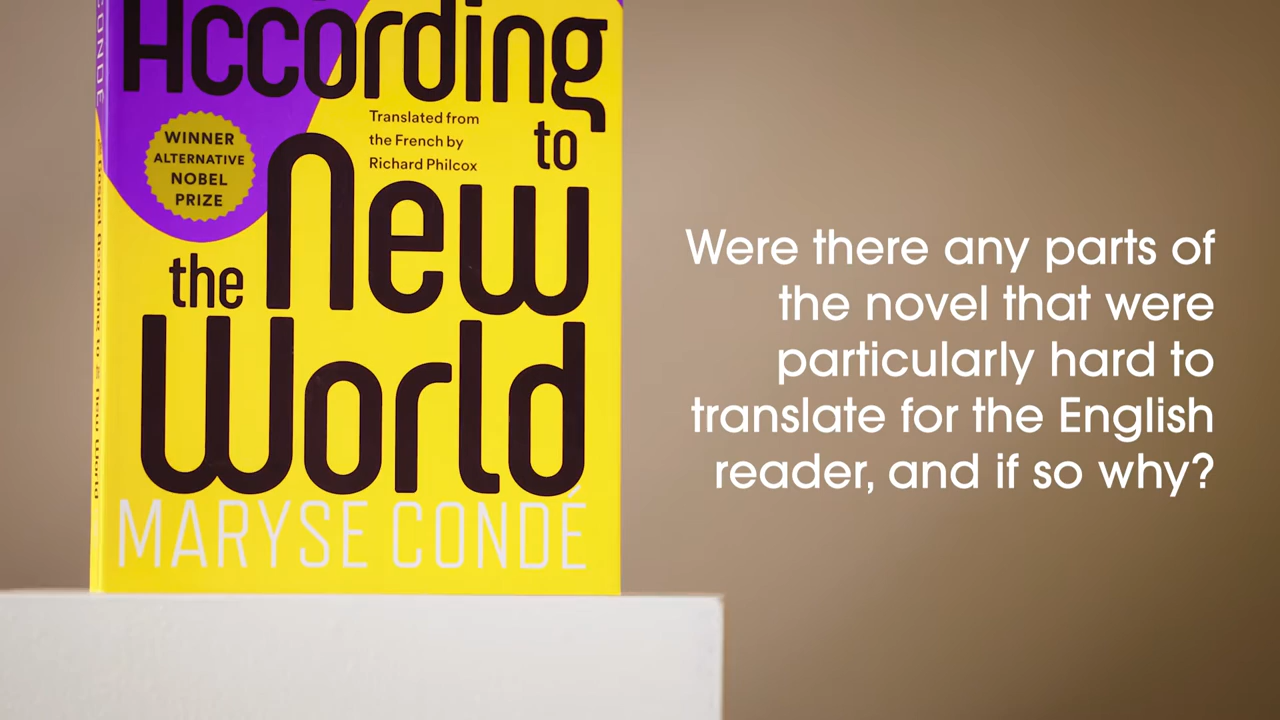 According
to
Translated from
the French by
Richard Philcox
WINNER
ALTERNATIVE
NOBEL
PRIZE
New
the
World
MARYSE CONDÉ
Were there any parts of
the novel that were
particularly hard to
translate for the English
reader, and if so why?